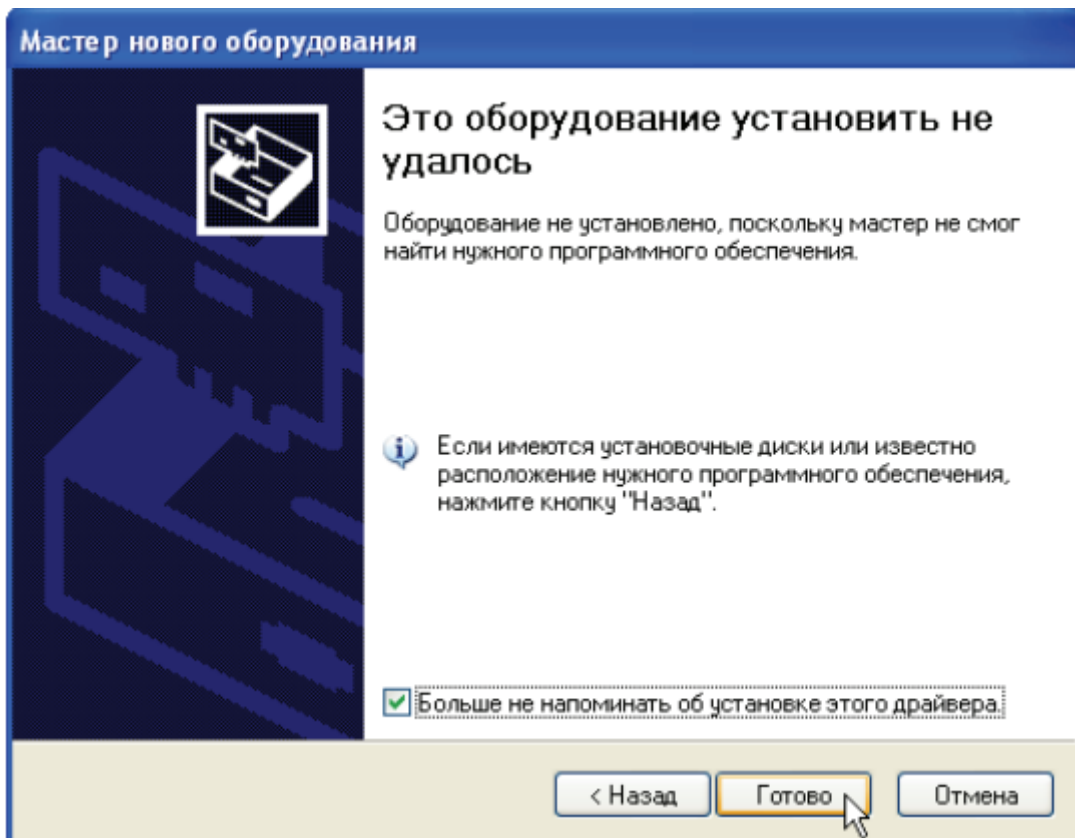 Мастер нового оборудования
Это оборудование установить не
удалось
Оборудование не установлено, поскольку мастер не смог
найти нужного программного обеспечения.
Если имеются установочные диски или известно
расположение нужного программного обеспечения,
нажмите кнопку "Назад".
Больше не напоминать об установке этого драйвера.
< Назад
Готово
Отмена